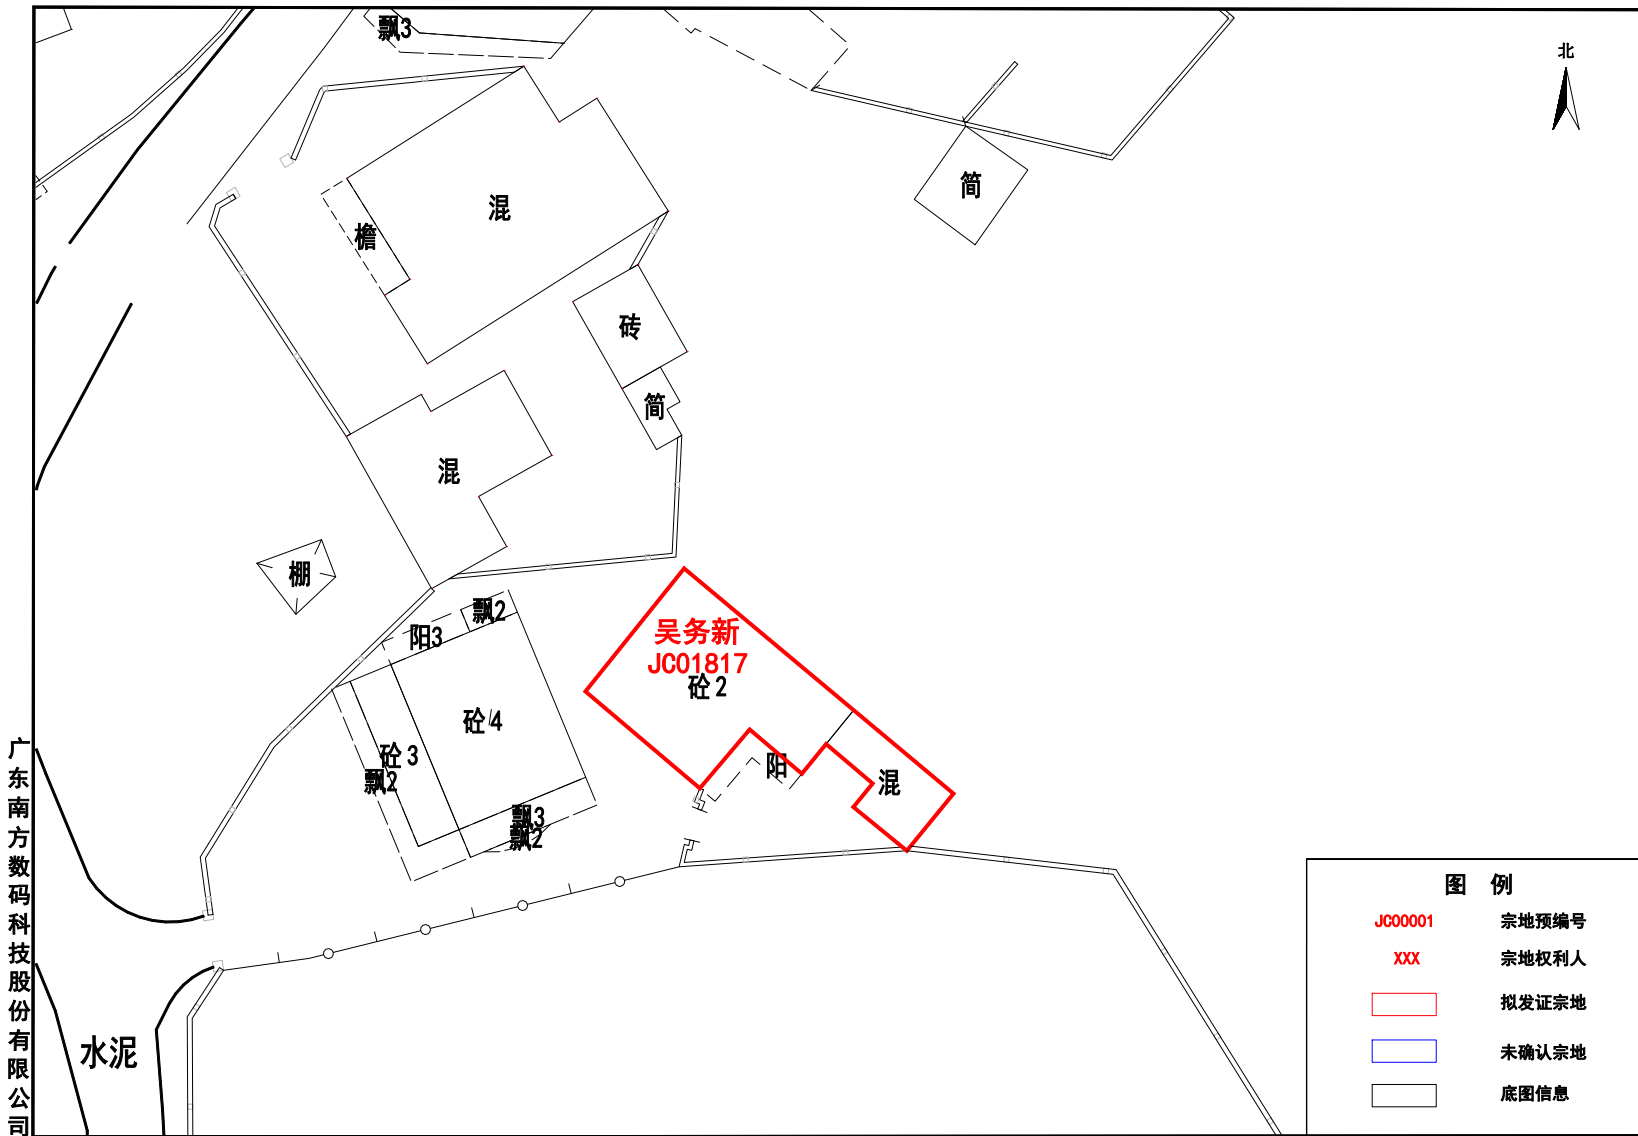 飘3
北
简
混
檐
砖
简
混
棚
飘2
阳3
吴务新
JC01817
砼2
砼4
砼3
飘2
阳
混
飘3
飘2
水泥
广东南方数码科技股份有限公司
图 例
JC00001 宗地预编号
XXX 宗地权利人
拟发证宗地
未确认宗地
底图信息